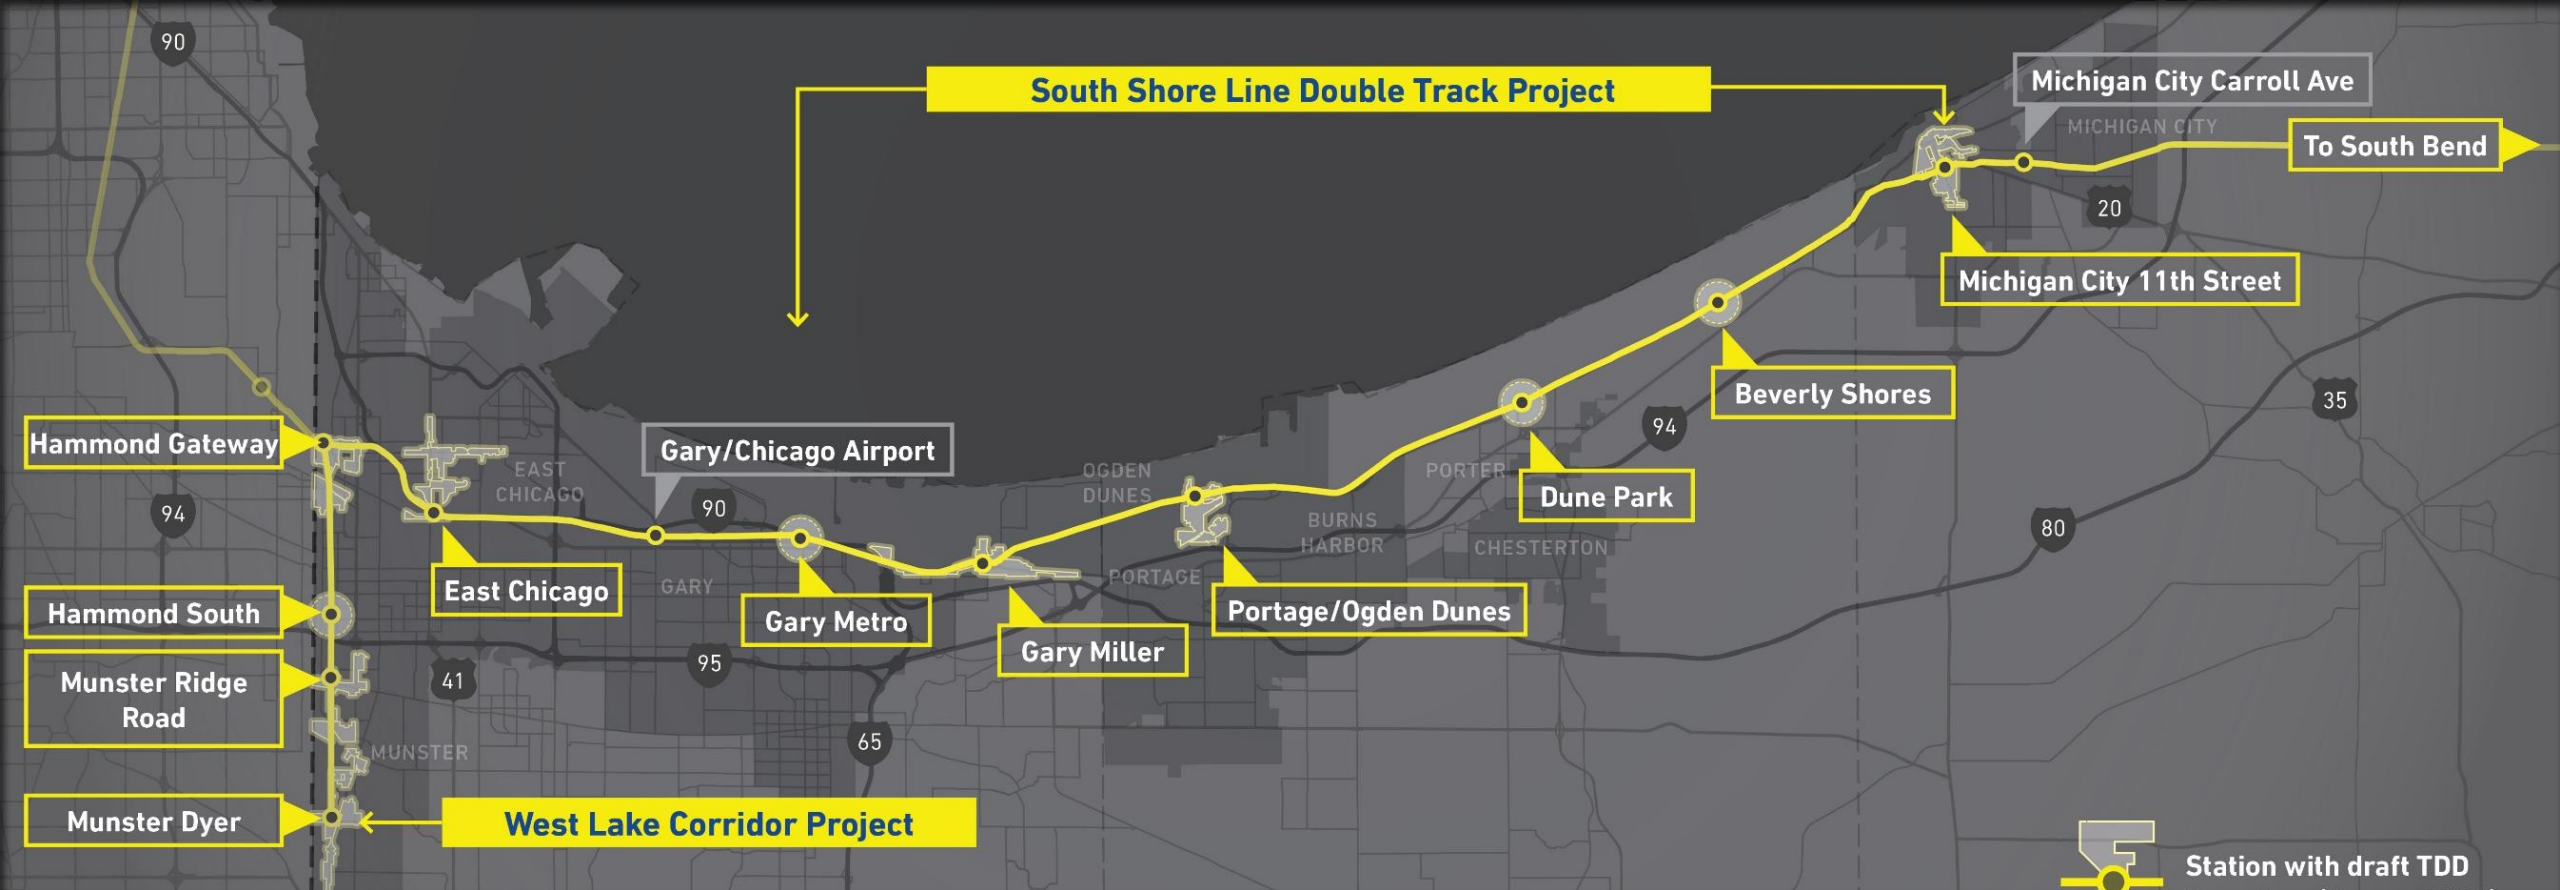 90
South Shore Line Double Track Project
Michigan City Carroll Ave
MICHIGAN CITY
To South Bend
20
Michigan City 11th Street
Beverly Shores
35
94
Hammond Gateway
Gary/Chicago Airport
EAST
CHICAGO
OGDEN
DUNES
PORTER
Dune Park
94
90
BURNS
HARBOR
CHESTERTON
80
East Chicago
GARY
PORTAGE
Hammond South
Gary Metro
Portage/Ogden Dunes
Gary Miller
95
41
Munster Ridge
Road
65
MUNSTER
Munster Dyer
West Lake Corridor Project
Station with draft TDD